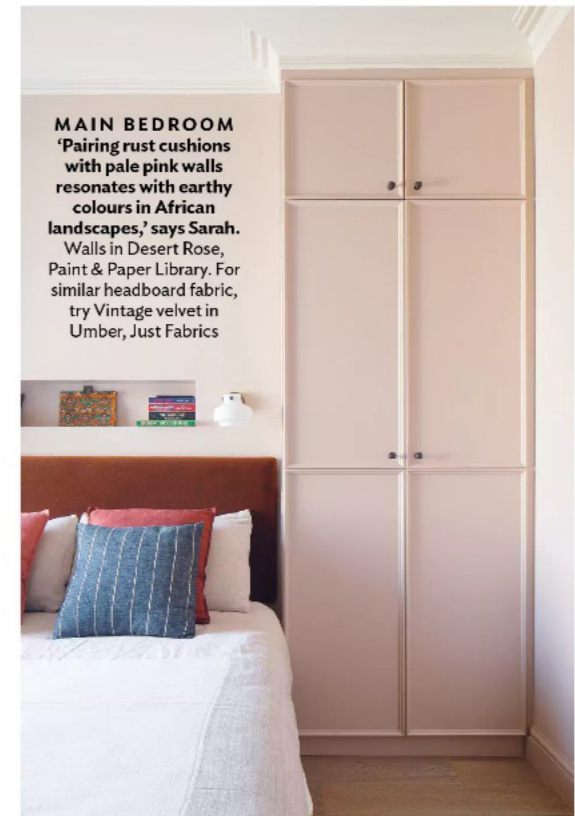 MAIN BEDROOM
‘Pairing rust cushions
with pale pink walls
resonates with earthy
colours in African
landscapes,’ says Sarah.
Walls in Desert Rose,
Paint & Paper Library. For
similar headboard fabric,
try Vintage velvet in
Umber, Just Fabrics